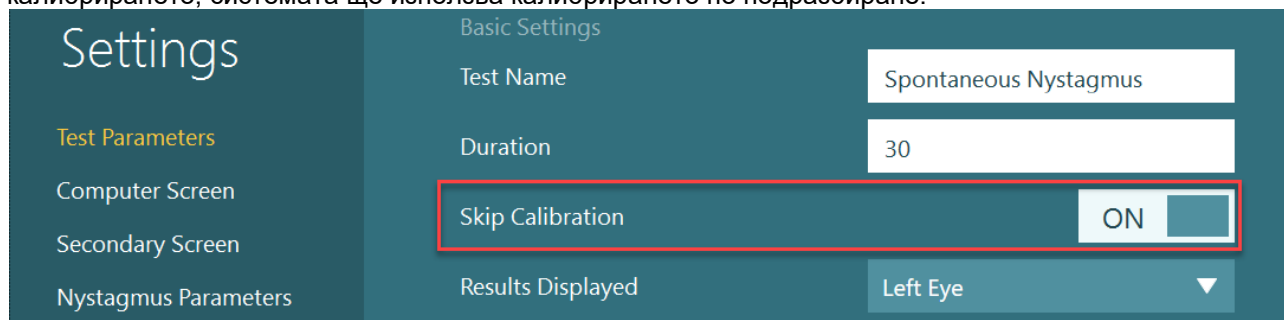 калибрирането, системата ще използва калибрирането по подразбиране.
Settings
Test Parameters
Computer Screen
Secondary Screen
Nystagmus Parameters
Basic Settings
Test Name
Spontaneous Nystagmus
Duration
30
Skip Calibration
ON
Results Displayed
Left Eye